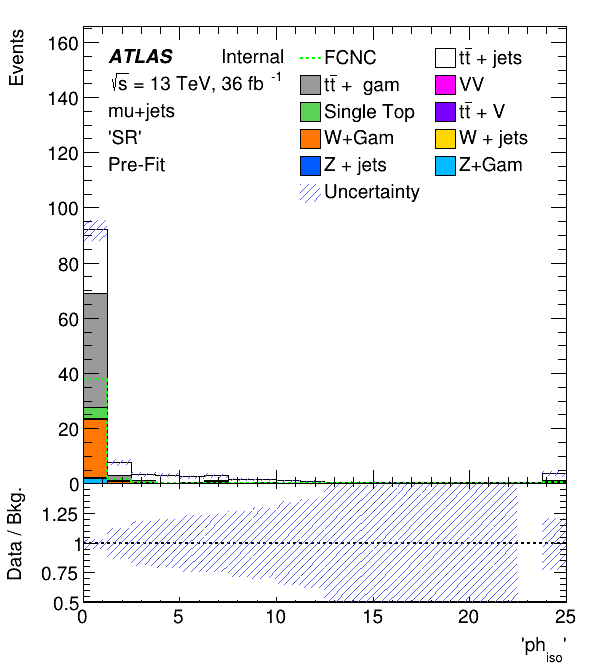 Events
160
140
120
100
80
60
40
20
0
ATLAS Internal
√s = 13 TeV, 36 fb -1
mu+jets
'SR'
Pre-Fit
FCNC
tt̄ + jets
tt̄ + gam
VV
Single Top
tt̄ + V
W+Gam
W + jets
Z + jets
Z+Gam
Uncertainty
Data / Bkg.
1.25
1
0.75
0.5
0 5 10 15 20 25
'ph_iso'